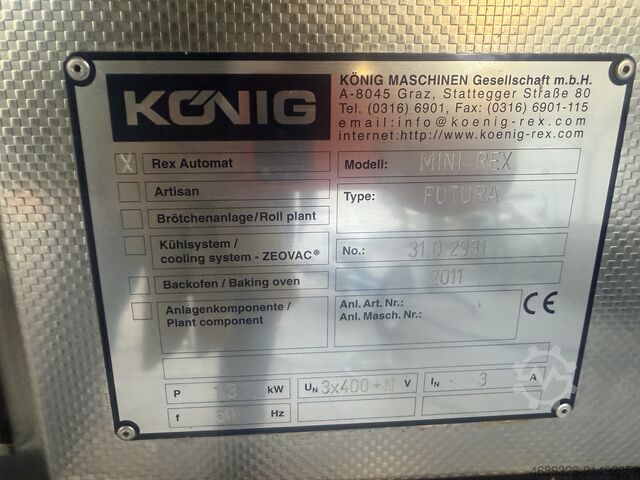 KÖNIG
KÖNIG MASCHINEN Gesellschaft m.b.H.
A-8045 Graz, Stattegger Straße 80
Tel. (0316) 6901, Fax: (0316) 6901-115
email:info@koenig-rex.com
internet:http://www.koenig-rex.com
X Rex Automat
Artisan
Brötchenanlage/Roll plant
Kühlsystem /
cooling system - ZEOVAC®
Backofen / Baking oven
Anlagenkomponente /
Plant component
Modell: MINI REX
Type: FUTURA
No.: 31.0.2931
2011
Anl. Art. Nr.:
Anl. Masch. Nr.:
CE
P 1.3 kW UN 3x400+N V IN 3 A
f Hz